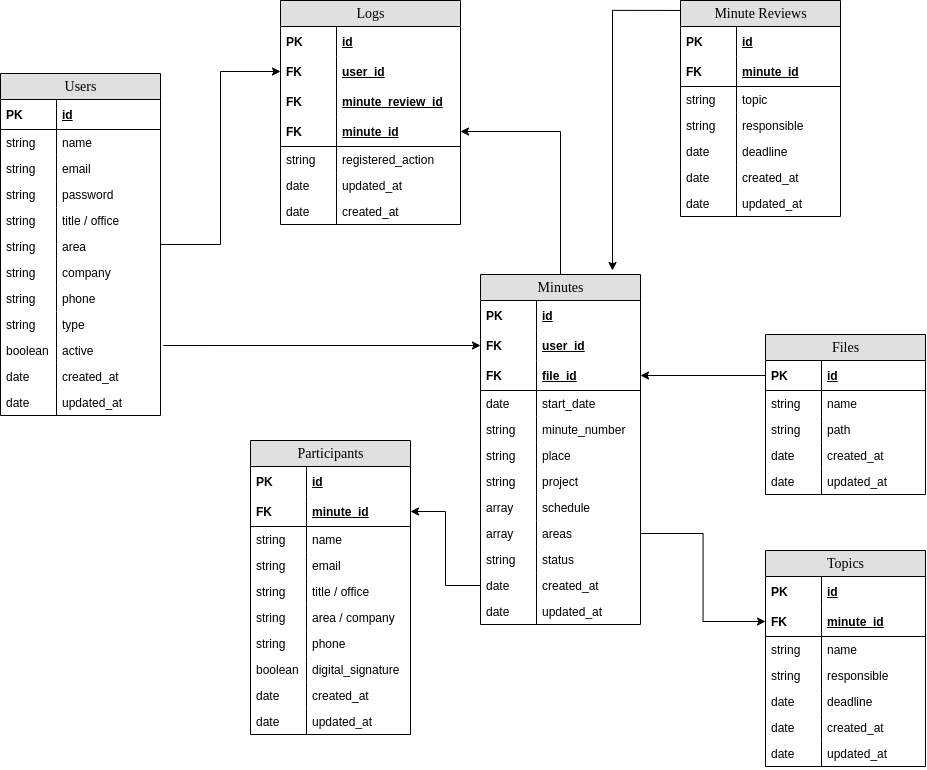 Logs
PK id
FK user_id
FK minute_review_id
FK minute_id
string registered_action
date updated_at
date created_at
Minute Reviews
PK id
FK minute_id
string topic
string responsible
date deadline
date created_at
date updated_at
Users
PK id
string name
string email
string password
string title / office
string area
string company
string phone
string type
boolean active
date created_at
date updated_at
Minutes
PK id
FK user_id
FK file_id
date start_date
string minute_number
string place
string project
array schedule
array areas
string status
date created_at
date updated_at
Files
PK id
string name
string path
date created_at
date updated_at
Participants
PK id
FK minute_id
string name
string email
string title / office
string area / company
string phone
boolean digital_signature
date created_at
date updated_at
Topics
PK id
FK minute_id
string name
string responsible
date deadline
date created_at
date updated_at